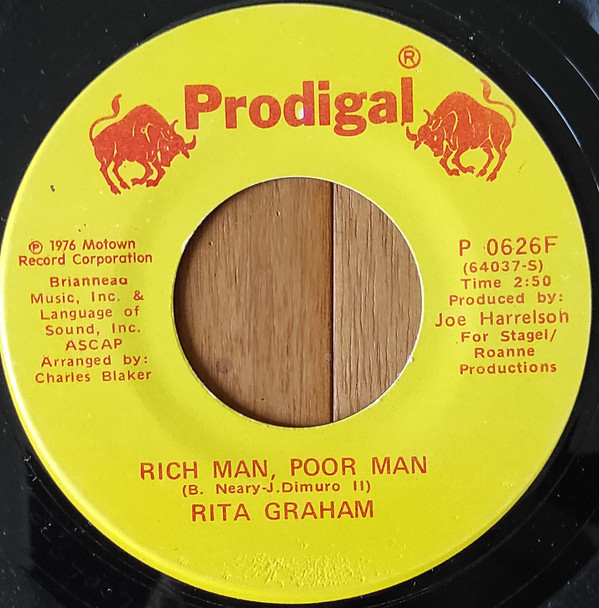 Prodigal®
℗ 1976 Motown
Record Corporation
Brianneaa
Music, Inc. &
Language of
Sound, Inc.
ASCAP
Arranged by:
Charles Blaker
P 0626F
(64037-S)
Time 2:50
Produced by:
Joe Harrelson
For Stagel/
Roanne
Productions
RICH MAN, POOR MAN
(B. Neary-J.Dimuro II)
RITA GRAHAM